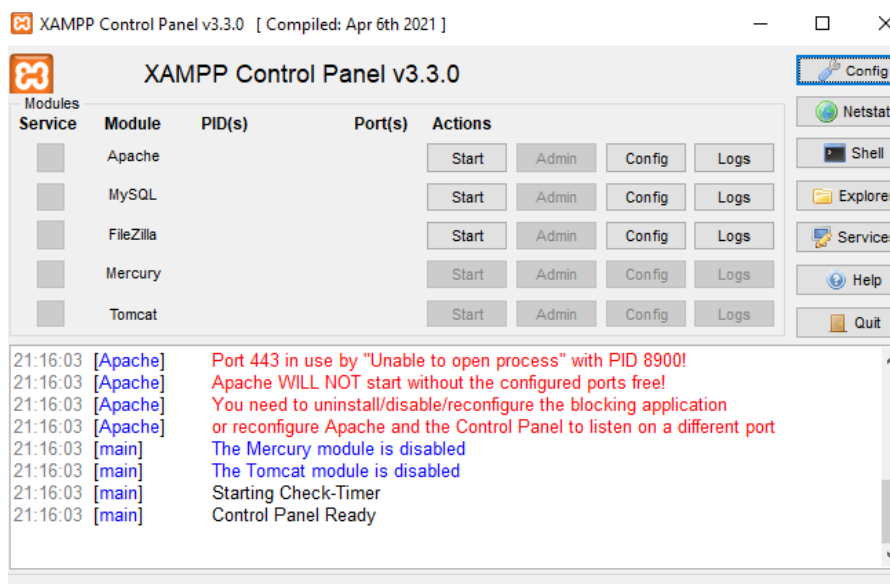 XAMPP Control Panel v3.3.0 [ Compiled: Apr 6th 2021 ]
XAMPP Control Panel v3.3.0
Config
Modules
Service Module PID(s) Port(s) Actions
Netstat
Apache Start Admin Config Logs
Shell
MySQL Start Admin Config Logs
Explorer
FileZilla Start Admin Config Logs
Services
Mercury Start Admin Config Logs
Help
Tomcat Start Admin Config Logs
Quit
21:16:03 [Apache] Port 443 in use by "Unable to open process" with PID 8900!
21:16:03 [Apache] Apache WILL NOT start without the configured ports free!
21:16:03 [Apache] You need to uninstall/disable/reconfigure the blocking application
21:16:03 [Apache] or reconfigure Apache and the Control Panel to listen on a different port
21:16:03 [main] The Mercury module is disabled
21:16:03 [main] The Tomcat module is disabled
21:16:03 [main] Starting Check-Timer
21:16:03 [main] Control Panel Ready